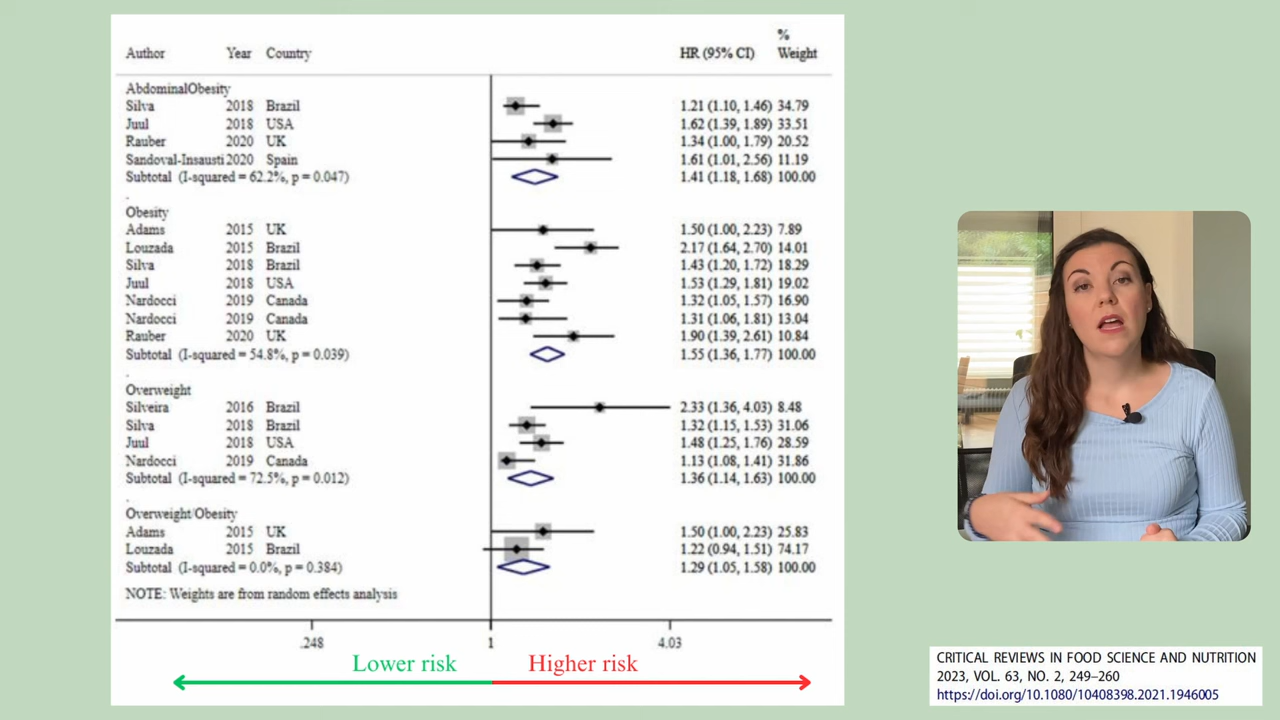 Author Year Country HR (95% CI) % Weight
AbdominalObesity
Silva 2018 Brazil 1.21 (1.10, 1.46) 34.79
Juul 2018 USA 1.62 (1.39, 1.89) 33.51
Rauber 2020 UK 1.34 (1.00, 1.79) 20.52
Sandoval-Insausti 2020 Spain 1.61 (1.01, 2.56) 11.19
Subtotal (I-squared = 62.2%, p = 0.047) 1.41 (1.18, 1.68) 100.00
.
Obesity
Adams 2015 UK 1.50 (1.00, 2.23) 7.89
Louzada 2015 Brazil 2.17 (1.64, 2.70) 14.01
Silva 2018 Brazil 1.43 (1.20, 1.72) 18.29
Juul 2018 USA 1.53 (1.29, 1.81) 19.02
Nardocci 2019 Canada 1.32 (1.05, 1.57) 16.90
Nardocci 2019 Canada 1.31 (1.06, 1.81) 13.04
Rauber 2020 UK 1.90 (1.39, 2.61) 10.84
Subtotal (I-squared = 54.8%, p = 0.039) 1.55 (1.36, 1.77) 100.00
.
Overweight
Silveira 2016 Brazil 2.33 (1.36, 4.03) 8.48
Silva 2018 Brazil 1.32 (1.15, 1.53) 31.06
Juul 2018 USA 1.48 (1.25, 1.76) 28.59
Nardocci 2019 Canada 1.13 (1.08, 1.41) 31.86
Subtotal (I-squared = 72.5%, p = 0.012) 1.36 (1.14, 1.63) 100.00
.
Overweight/Obesity
Adams 2015 UK 1.50 (1.00, 2.23) 25.83
Louzada 2015 Brazil 1.22 (0.94, 1.51) 74.17
Subtotal (I-squared = 0.0%, p = 0.384) 1.29 (1.05, 1.58) 100.00
NOTE: Weights are from random effects analysis
.248 1 4.03
Lower risk Higher risk
CRITICAL REVIEWS IN FOOD SCIENCE AND NUTRITION
2023, VOL. 63, NO. 2, 249–260
https://doi.org/10.1080/10408398.2021.1946005